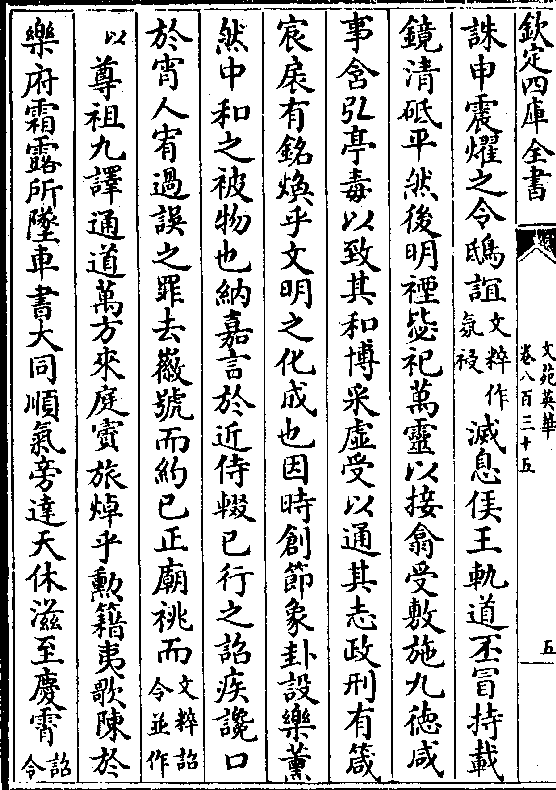 欽定四庫全書
文苑英華
卷八百三十五
五
誅申震燿之令鴟誼文粹作氛祲滅息侯王軌道丕冒持載
鏡清砥平然後明禋毖祀萬靈以接翕受敷施九德咸
事含弘亭毒以致其和博采虛受以通其志政刑有箴
扆扆有銘煥乎文明之化成也因時創節象卦設樂薰
然中和之被物也納嘉言於近侍輟已行之詔疾讒口
於宵人宥過誤之罪去徽號而約已正廟祧而文粹詔令並作
以尊祖九譯通道萬方來庭賓旅焯乎勲籍夷歌陳於
樂府霜露所墜車書大同順氣旁達天休滋至慶霄詔令